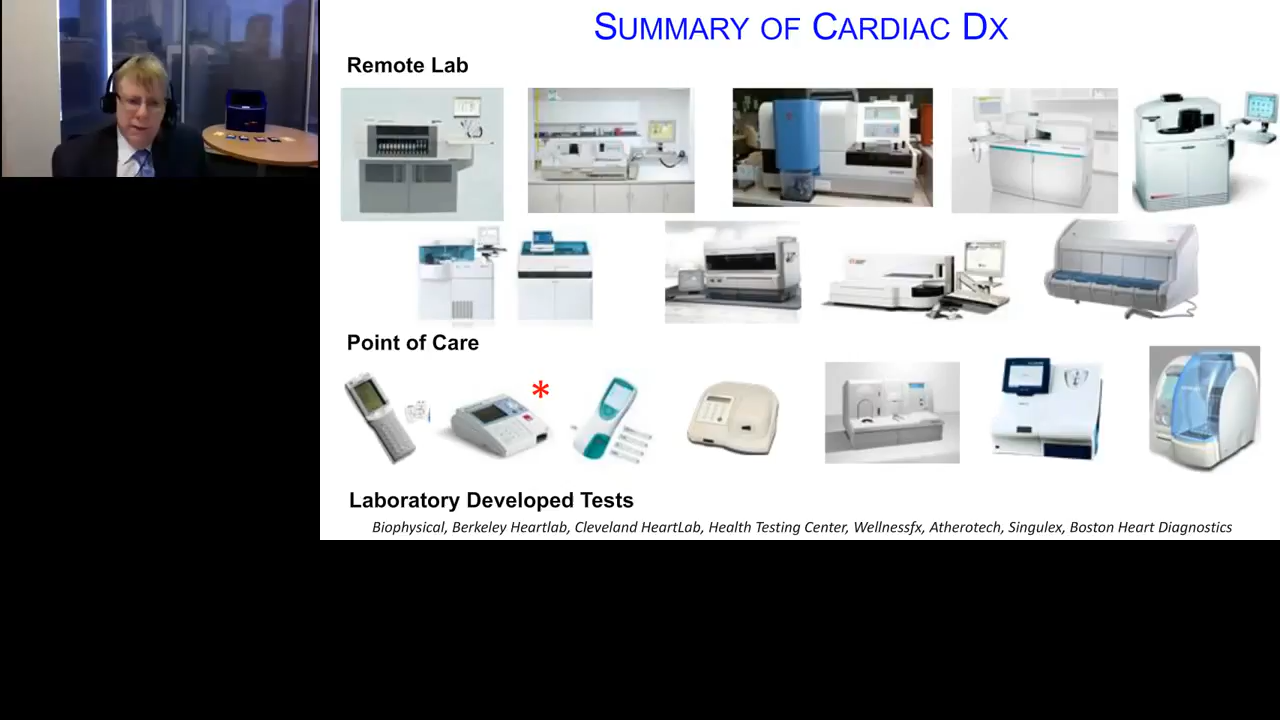 SUMMARY OF CARDIAC DX
Remote Lab
Point of Care
*
Laboratory Developed Tests
Biophysical, Berkeley Heartlab, Cleveland HeartLab, Health Testing Center, Wellnessfx, Atherotech, Singulex, Boston Heart Diagnostics